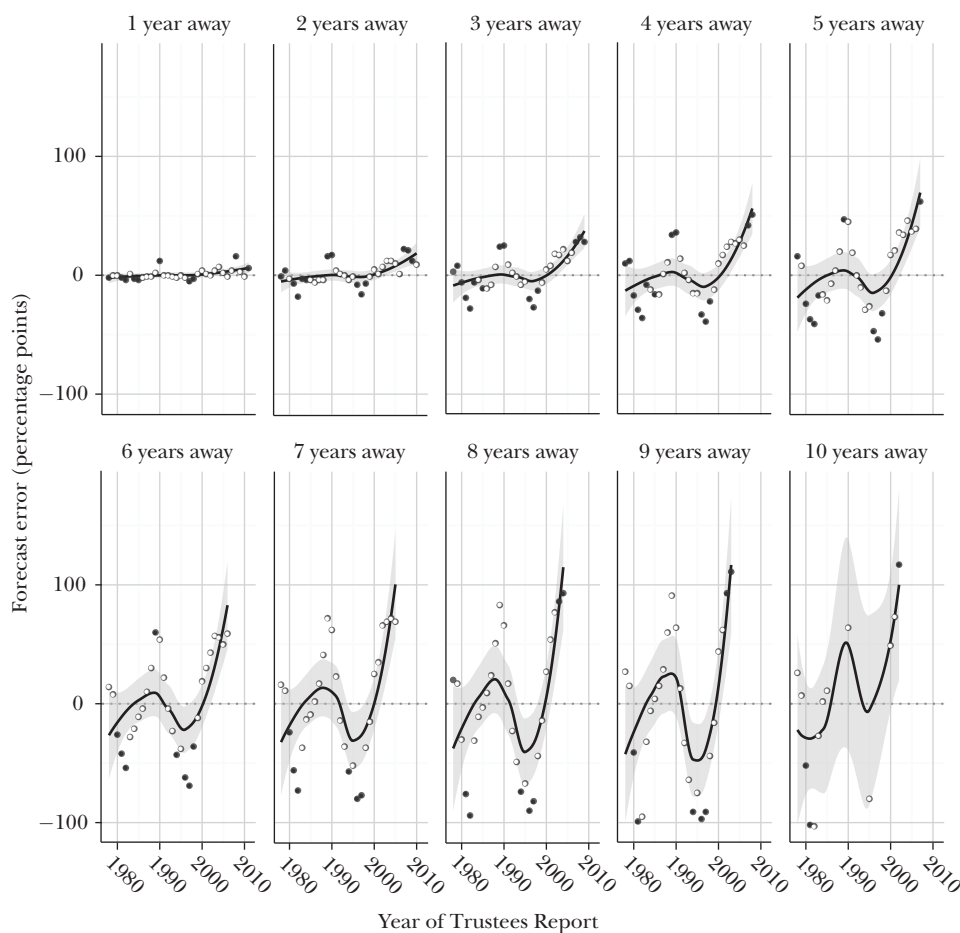 1 year away 2 years away 3 years away 4 years away 5 years away
100
0
−100
6 years away 7 years away 8 years away 9 years away 10 years away
100
0
−100
Forecast error (percentage points)
1980 1990 2000 2010 1980 1990 2000 2010 1980 1990 2000 2010 1980 1990 2000 2010 1980 1990 2000 2010
Year of Trustees Report